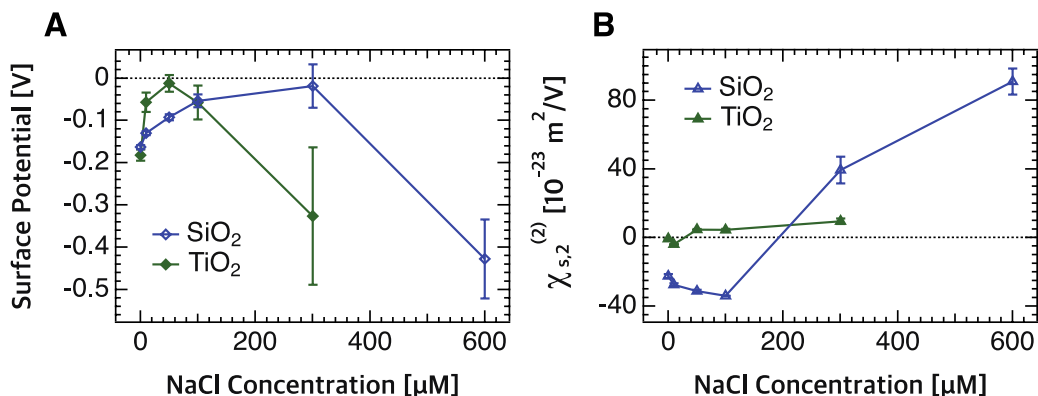 A
Surface Potential [V]
0
-0.1
-0.2
-0.3
-0.4
-0.5
SiO₂
TiO₂
0 200 400 600
NaCl Concentration [µM]
B
χ s,2 (2) [10⁻²³ m²/V]
80
40
0
-40
SiO₂
TiO₂
0 200 400 600
NaCl Concentration [µM]